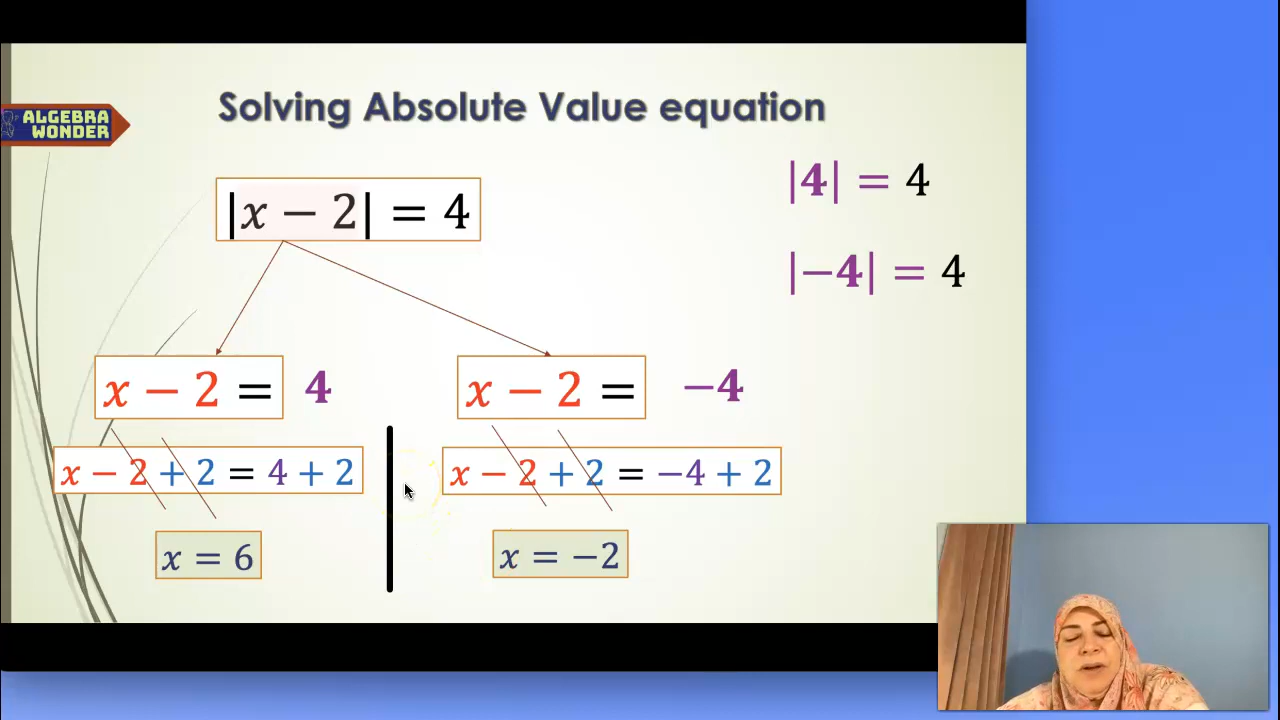 Solving Absolute Value equation
ALGEBRA
WONDER
|x − 2| = 4
|4| = 4
|−4| = 4
x − 2 = 4
x − 2 = −4
x − 2 + 2 = 4 + 2
x − 2 + 2 = −4 + 2
x = 6
x = −2